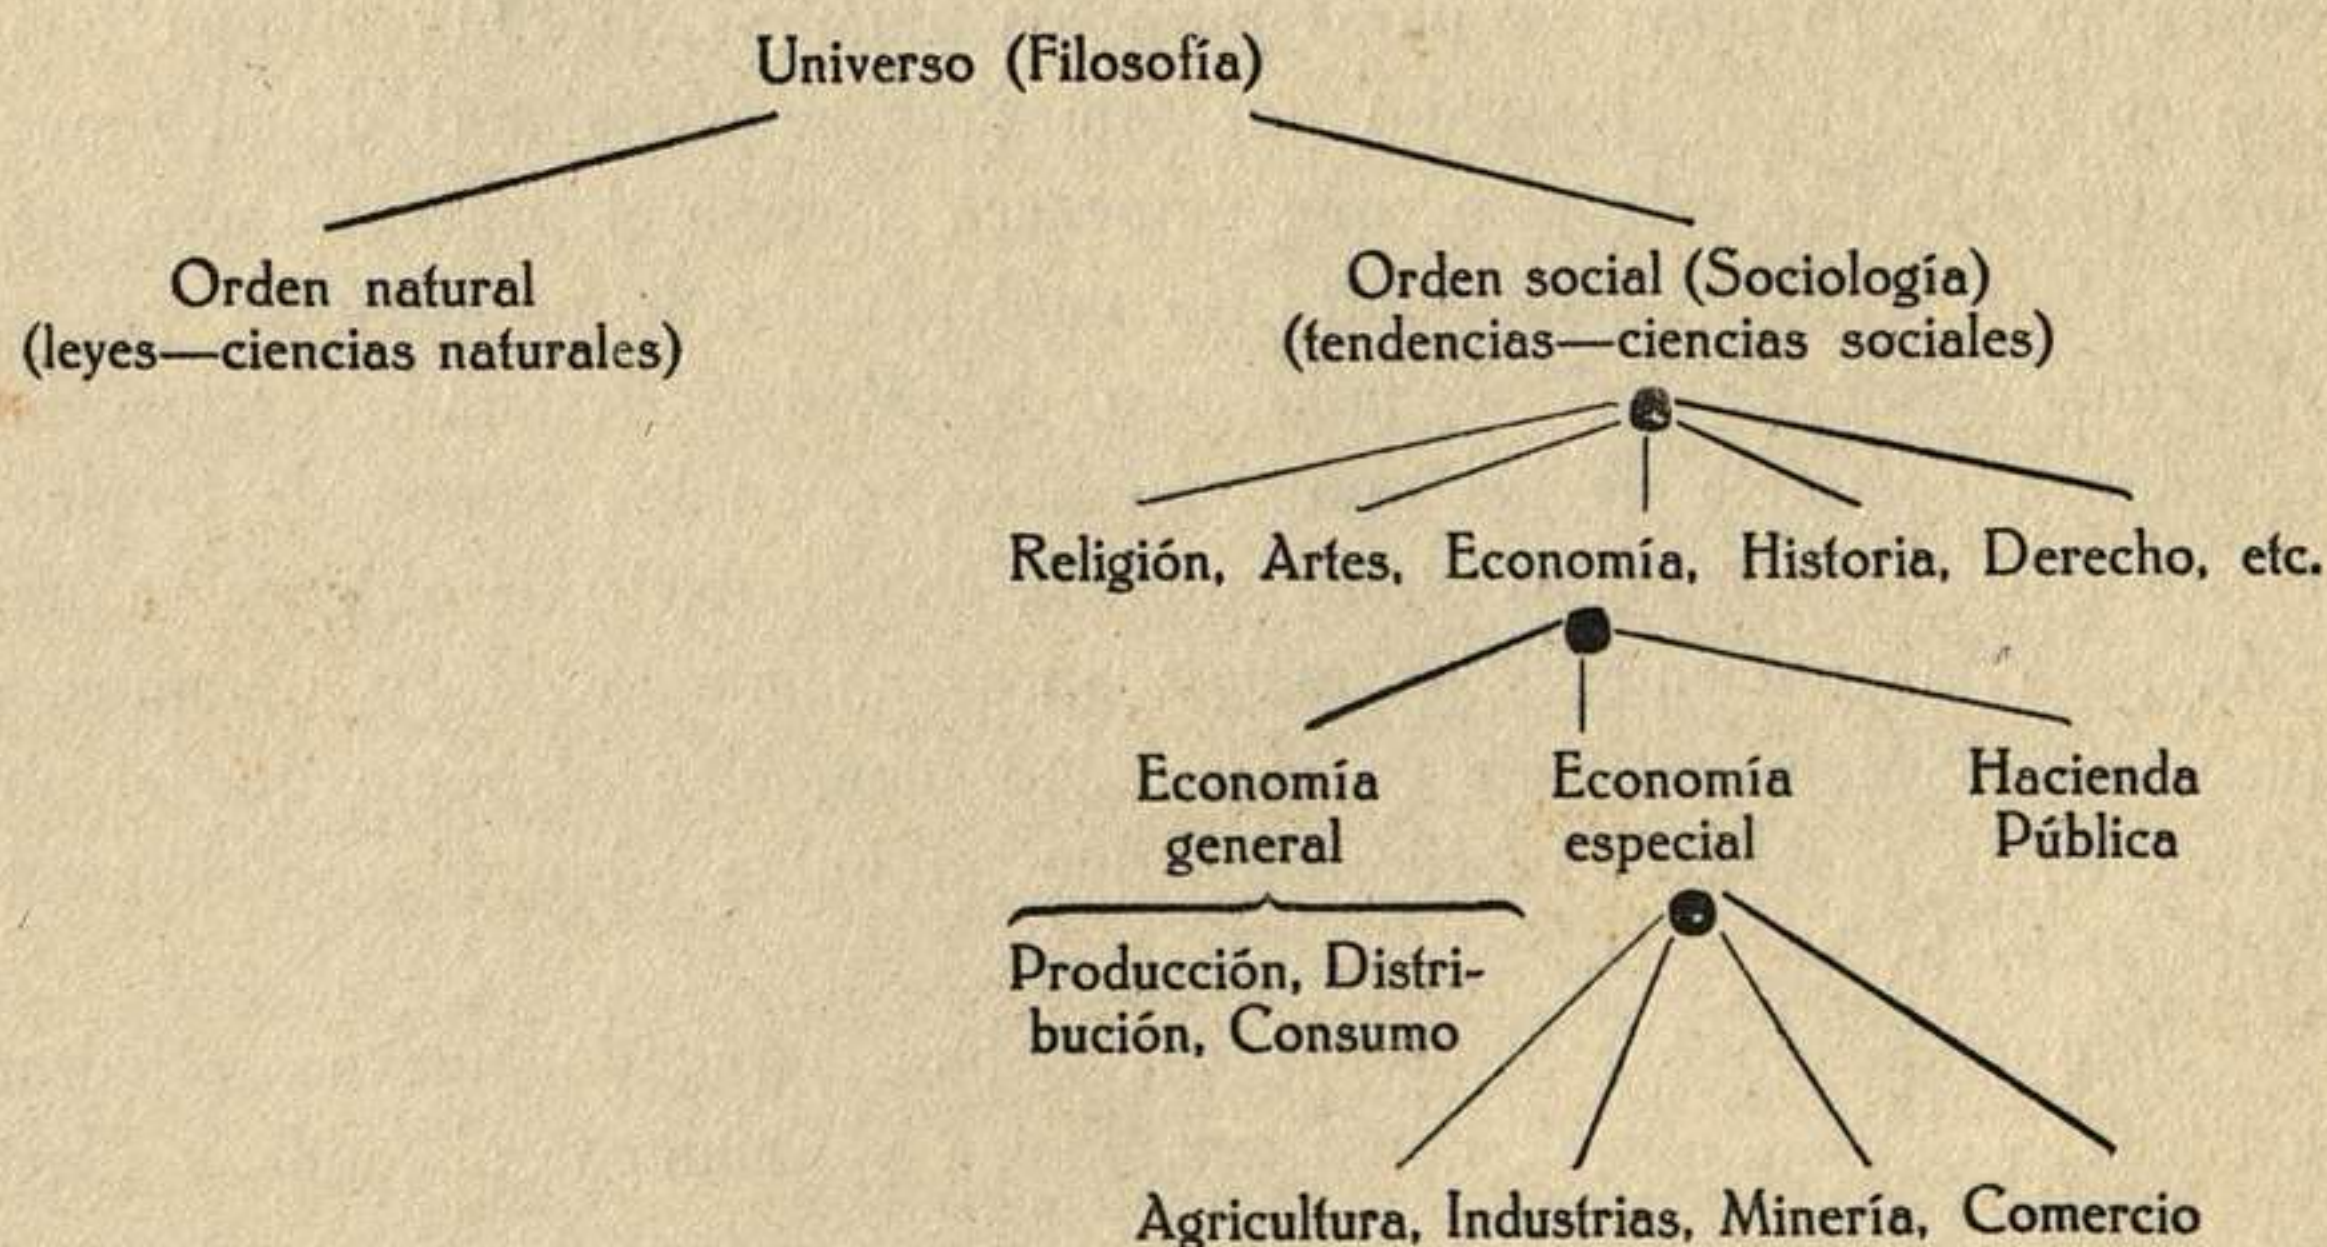 Universo (Filosofía)
Orden natural
(leyes—ciencias naturales)
Orden social (Sociología)
(tendencias—ciencias sociales)
Religión, Artes, Economía, Historia, Derecho, etc.
Economía
general
Economía
especial
Hacienda
Pública
Producción, Distri-
bución, Consumo
Agricultura, Industrias, Minería, Comercio